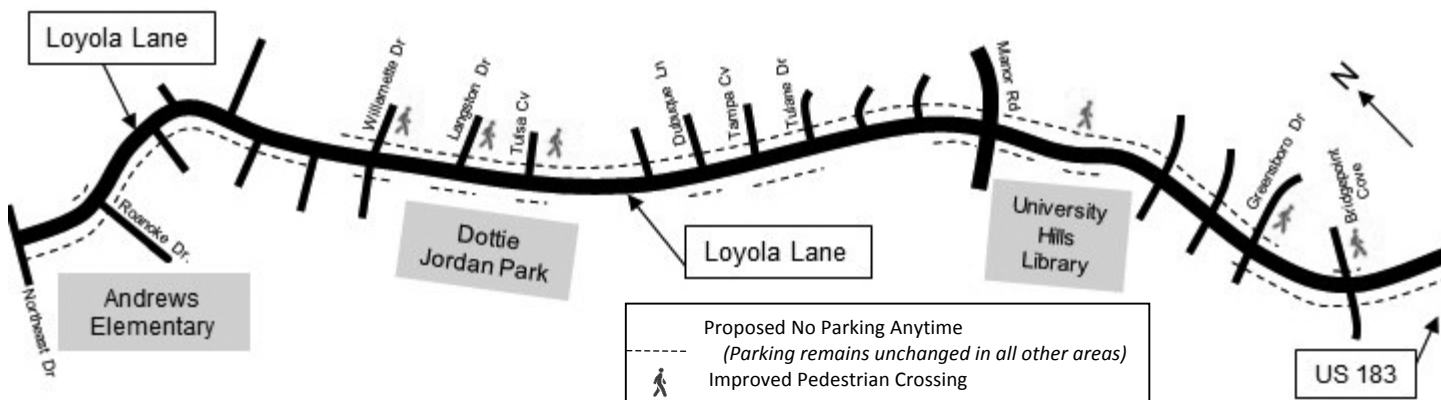 Loyola Lane
Willamette Dr
Langston Dr
Tulsa Cv
Dubuque Ln
Tampa Cv
Tulane Dr
Manor Rd
N
Greensboro Dr
Bridgepoint
Cove
Roanoke Dr.
Northeast Dr
Andrews
Elementary
Dottie
Jordan Park
Loyola Lane
University
Hills
Library
US 183
Proposed No Parking Anytime
(Parking remains unchanged in all other areas)
Improved Pedestrian Crossing